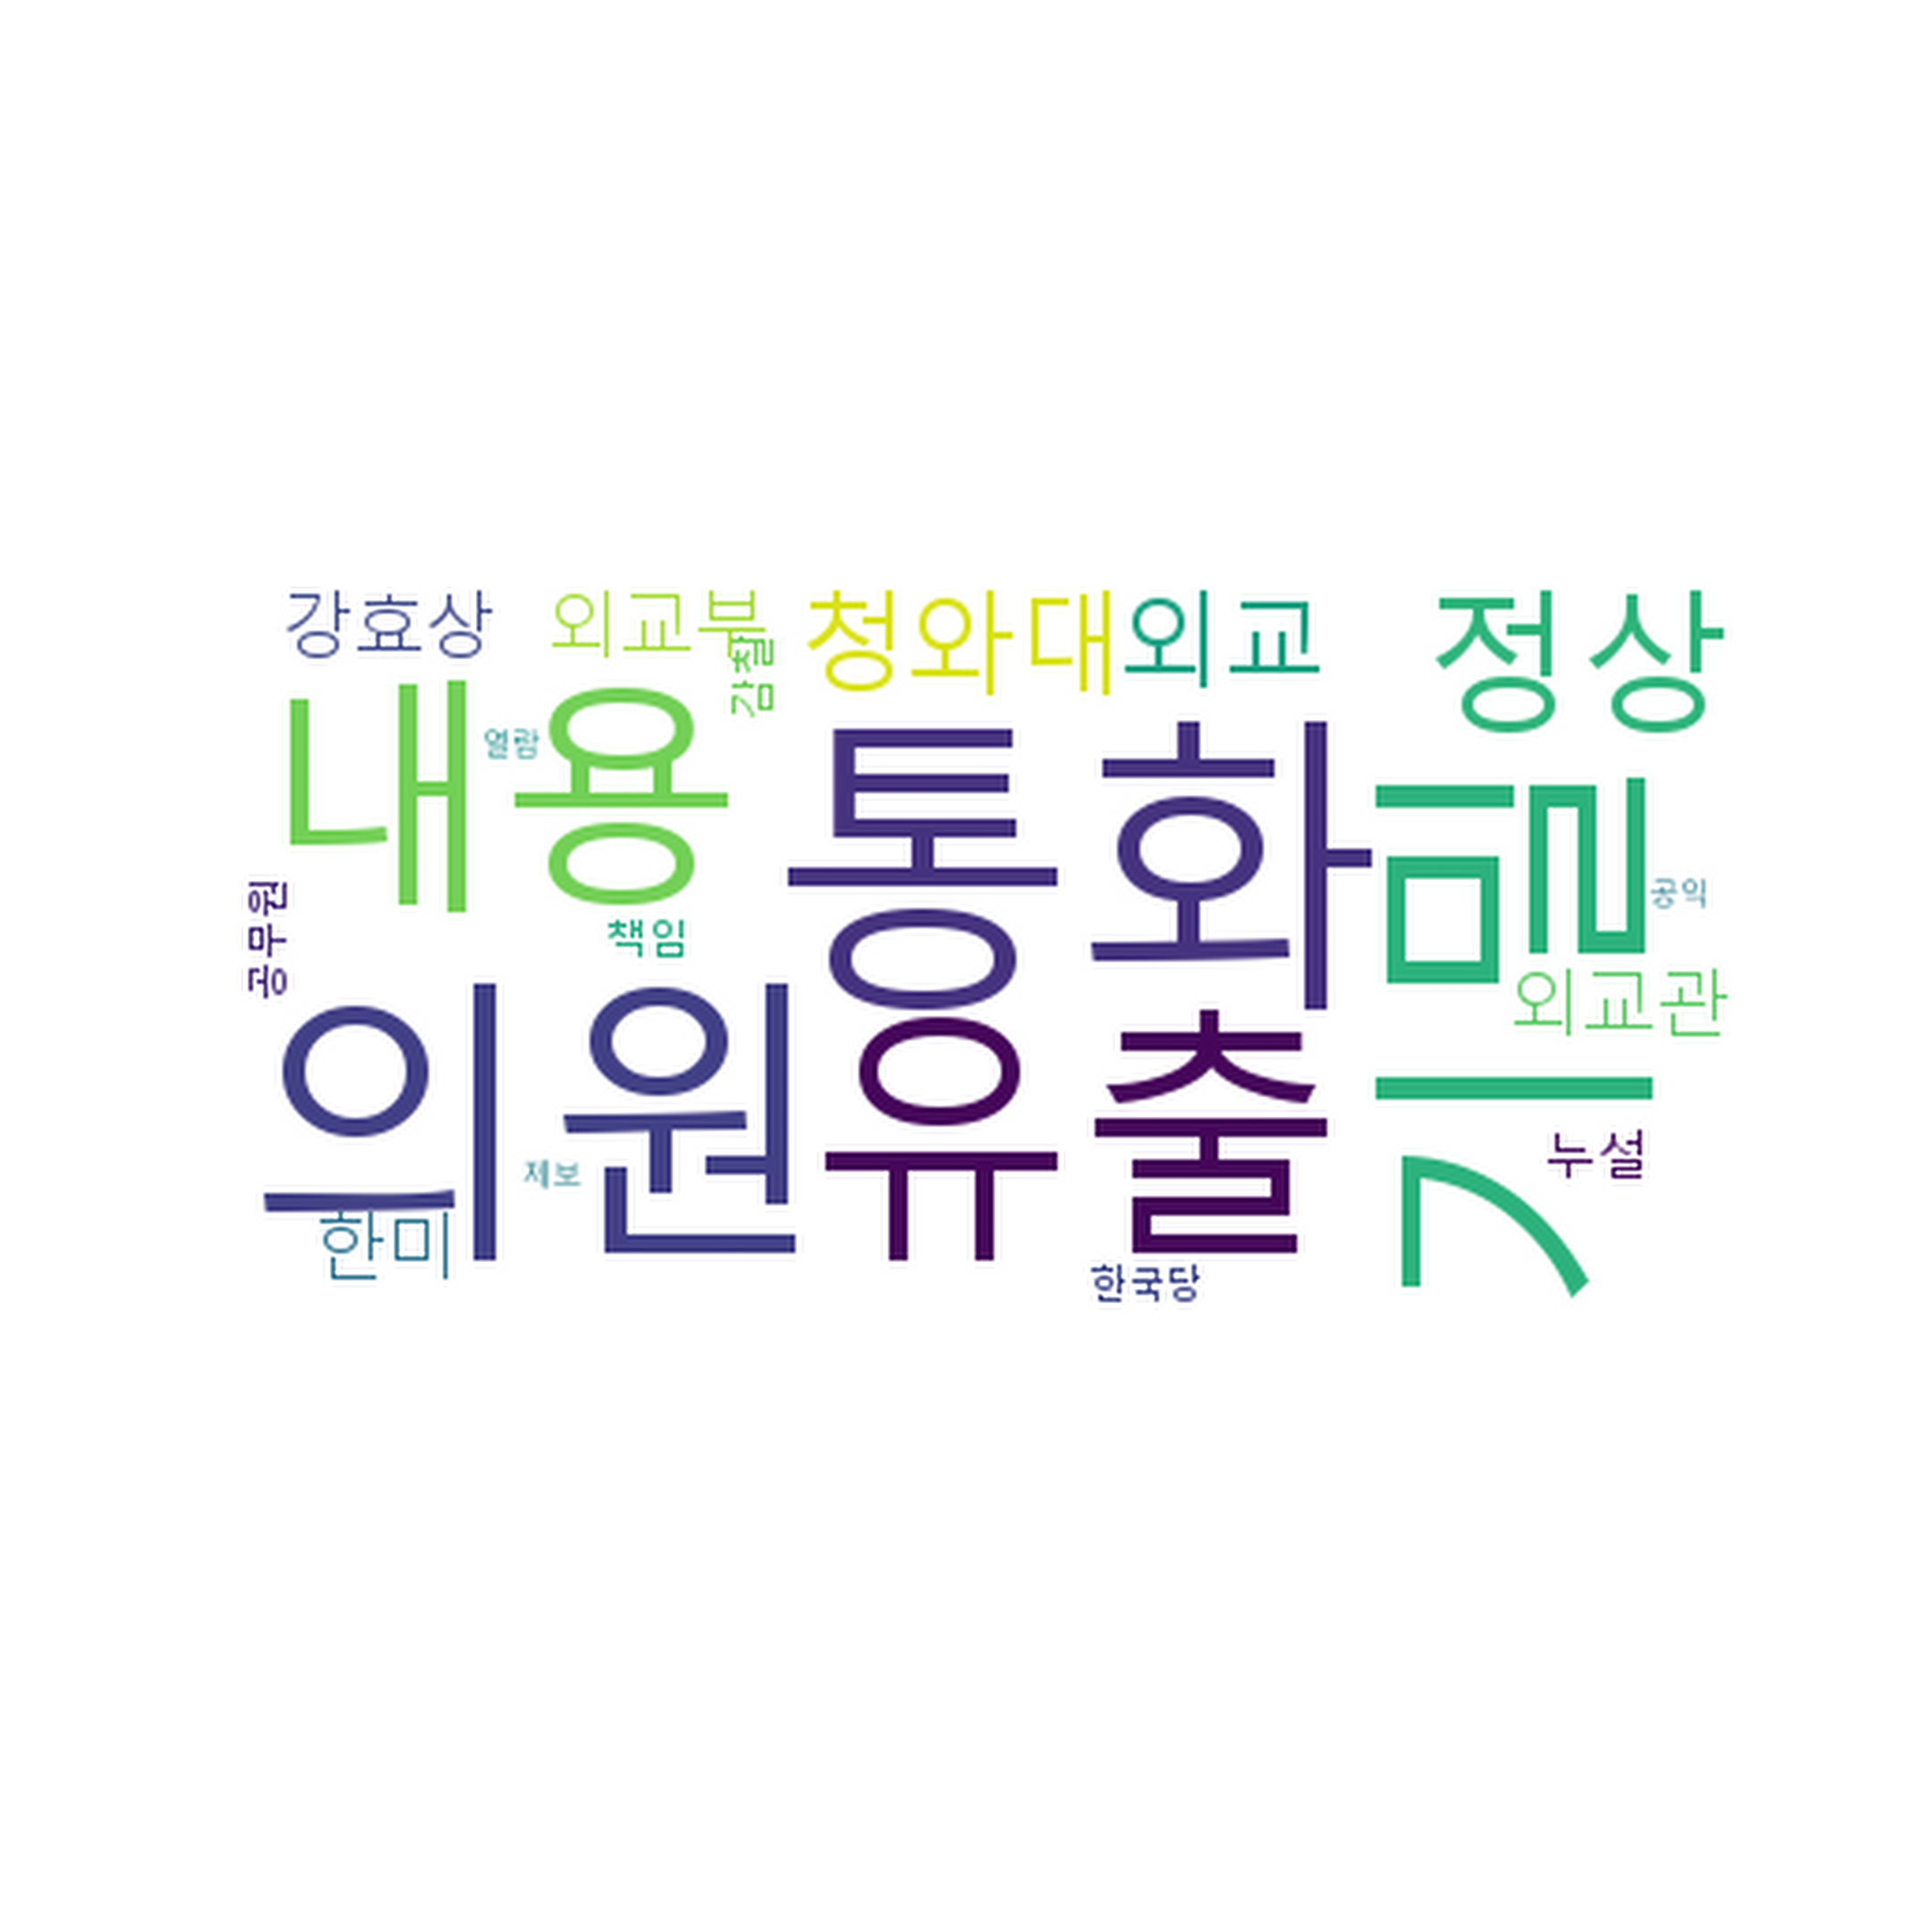 강효상
외교부
청와대
외교
정상
감찰
내용
열람
통화
기밀
공익
공무원
책임
외교관
의원
유출
제보
누설
한미
한국당